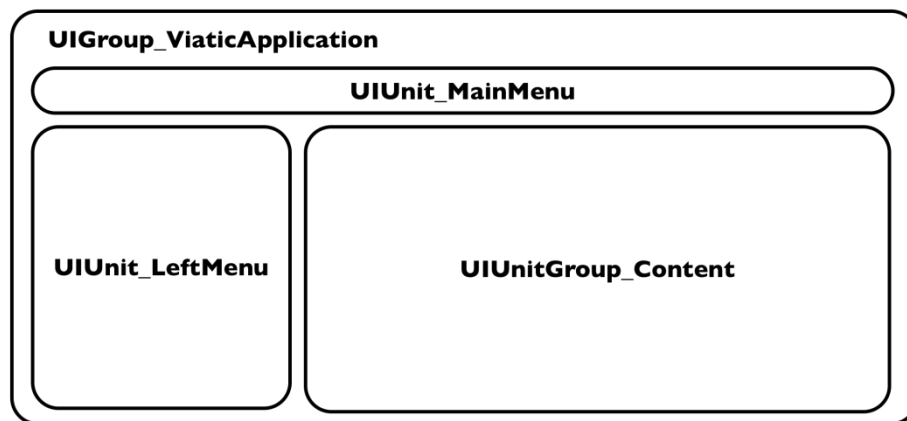 UIGroup_ViaticApplication
UIUnit_MainMenu
UIUnit_LeftMenu
UIUnitGroup_Content